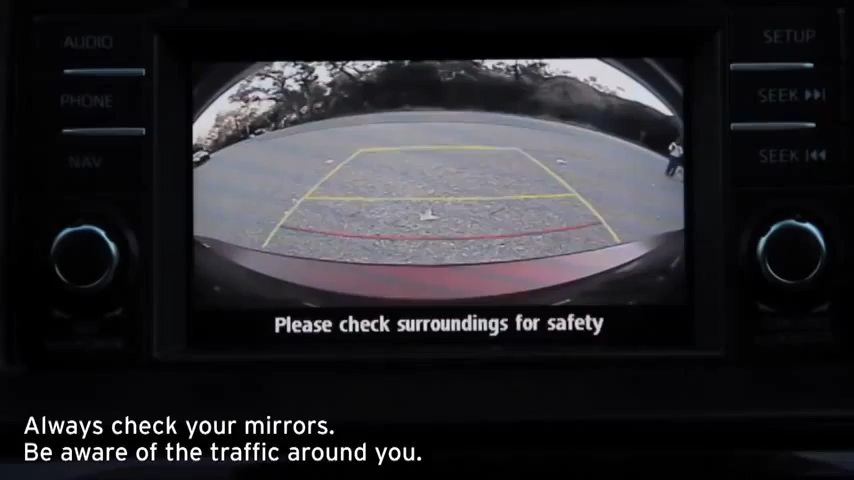 AUDIO
PHONE
NAV
SETUP
SEEK
SEEK
Please check surroundings for safety
Always check your mirrors.
Be aware of the traffic around you.